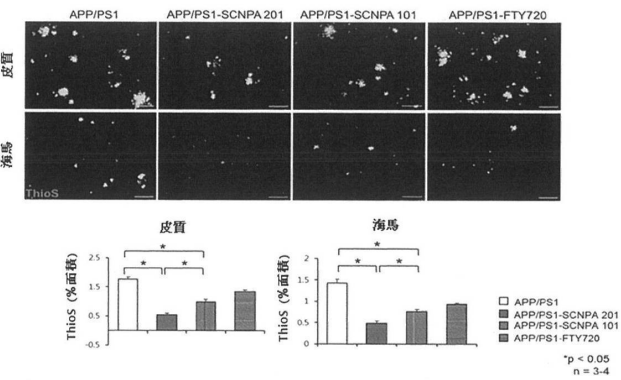 APP/PS1 APP/PS1-SCNPA 201 APP/PS1-SCNPA 101 APP/PS1-FTY720
皮質
海馬
ThioS
皮質
ThioS (%面積)
2.5
1.5
0.5
-0.5
* * *
海馬
ThioS (%面積)
2
1.5
1
0.5
0
* * *
APP/PS1
APP/PS1-SCNPA 201
APP/PS1-SCNPA 101
APP/PS1-FTY720
*p < 0.05
n = 3-4